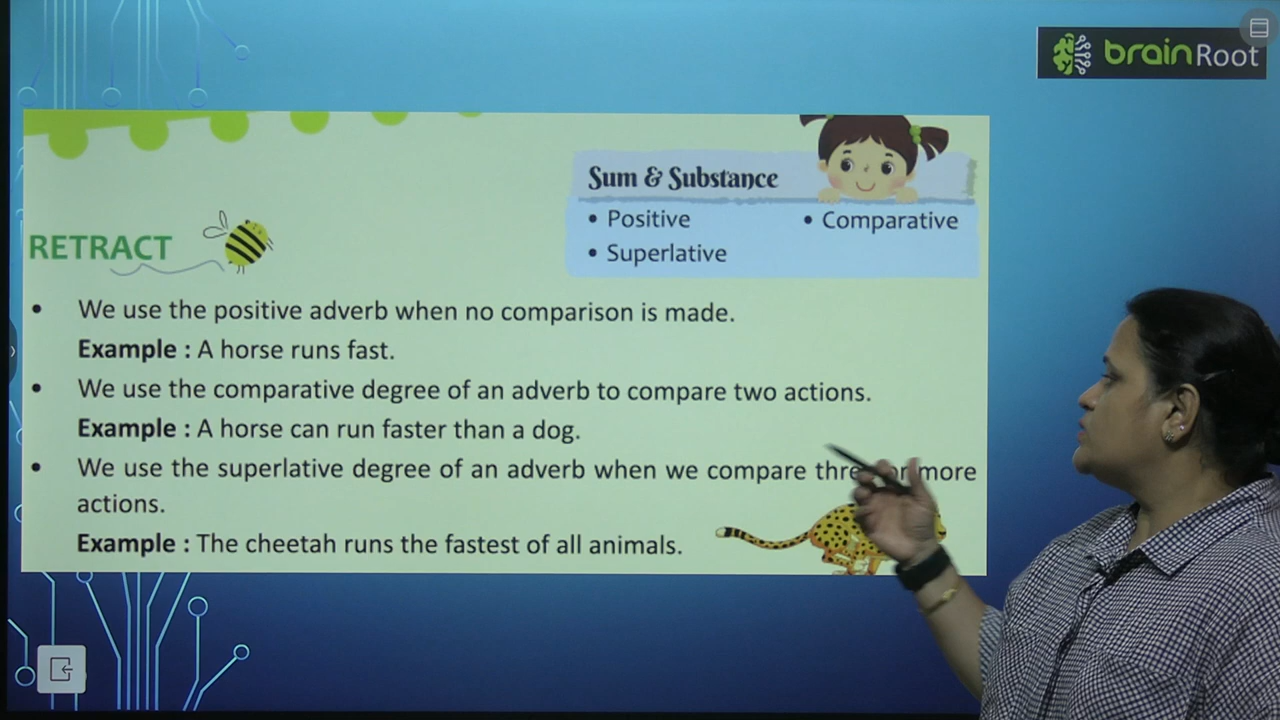 brainRoot
Sum & Substance
• Positive
• Comparative
• Superlative
RETRACT
• We use the positive adverb when no comparison is made.
Example : A horse runs fast.
• We use the comparative degree of an adverb to compare two actions.
Example : A horse can run faster than a dog.
• We use the superlative degree of an adverb when we compare three or more
actions.
Example : The cheetah runs the fastest of all animals.